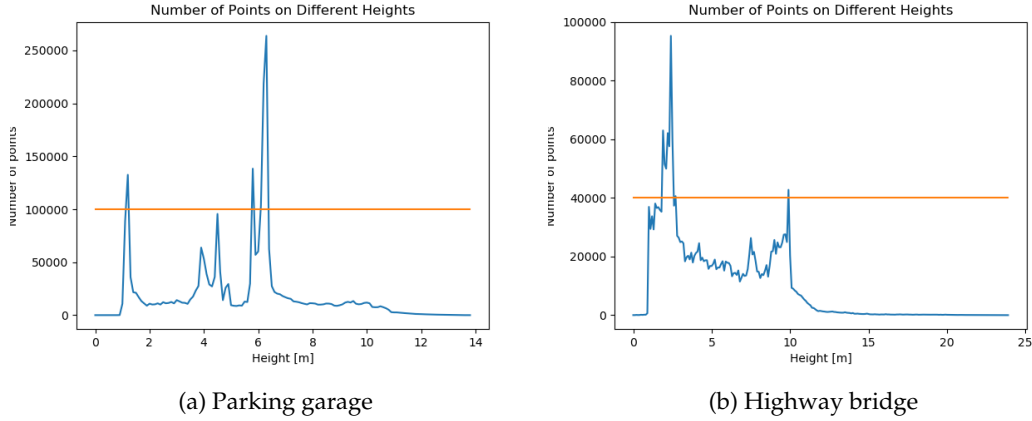 Number of Points on Different Heights
250000
200000
150000
100000
50000
0
Number of points
0 2 4 6 8 10 12 14
Height [m]
(a) Parking garage
Number of Points on Different Heights
100000
80000
60000
40000
20000
0
Number of points
0 5 10 15 20 25
Height [m]
(b) Highway bridge